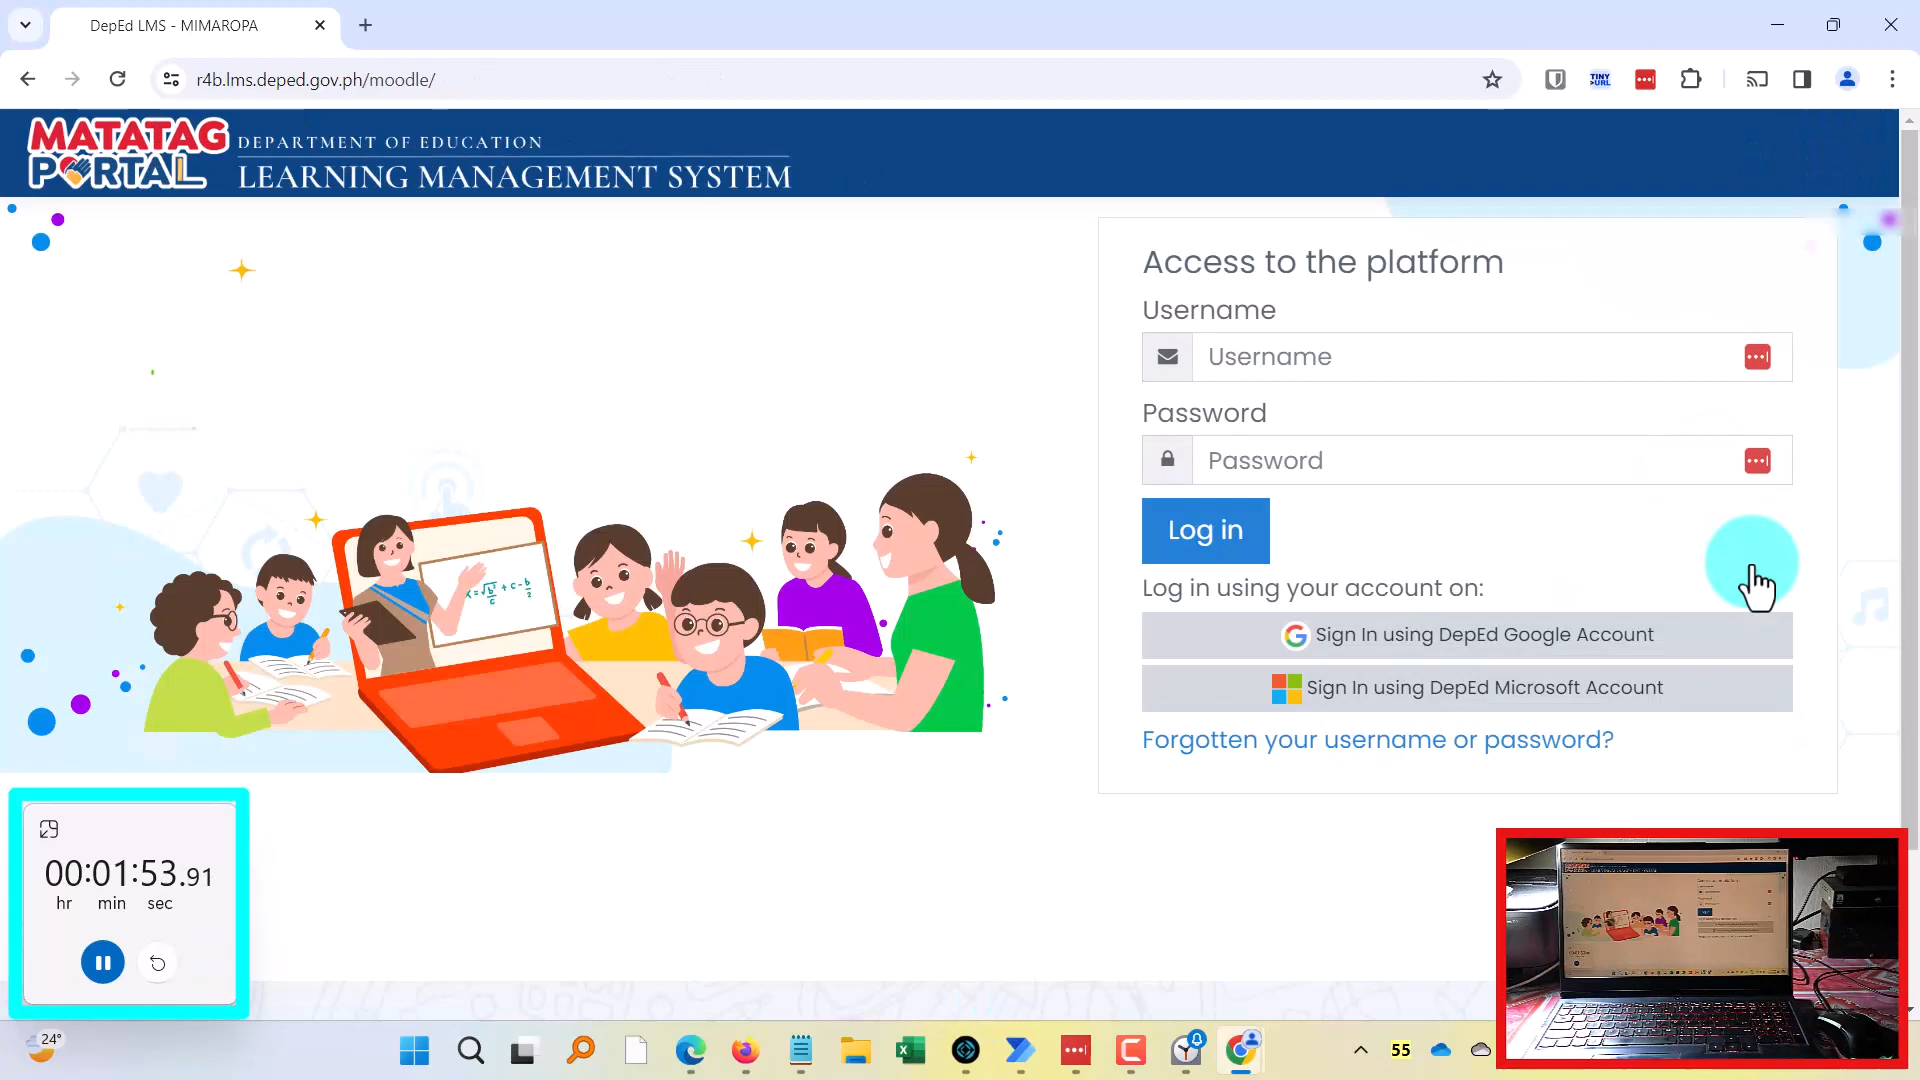 DepEd LMS - MIMAROPA
r4b.lms.deped.gov.ph/moodle/
TINY
URL
MATATAG
PORTAL
DEPARTMENT OF EDUCATION
LEARNING MANAGEMENT SYSTEM
Access to the platform
Username
Username
Password
Password
Log in
Log in using your account on:
Sign In using DepEd Google Account
Sign In using DepEd Microsoft Account
Forgotten your username or password?
00:01:53.91
hr min sec
24°
55